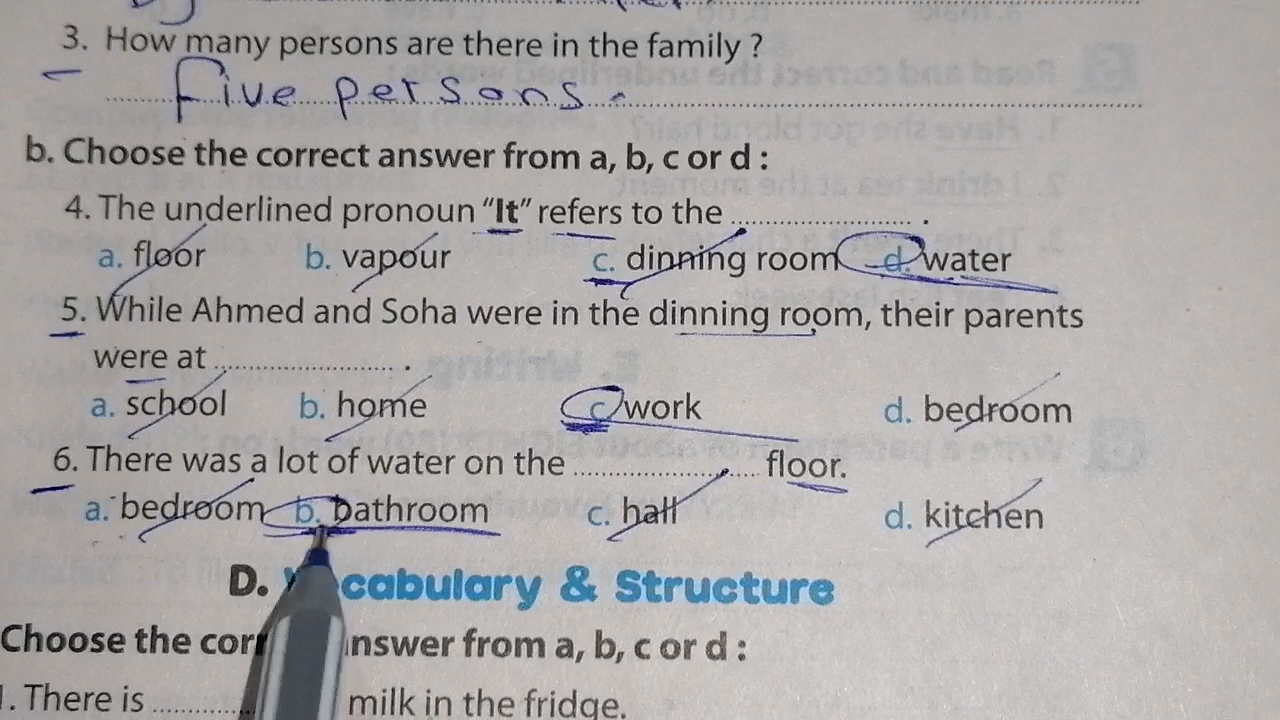 3. How many persons are there in the family ?
Five persons.
b. Choose the correct answer from a, b, c or d :
4. The underlined pronoun "It" refers to the ........................ .
a. floor b. vapour c. dinning room d. water
5. While Ahmed and Soha were in the dinning room, their parents
were at ........................ .
a. school b. home c. work d. bedroom
6. There was a lot of water on the ........................ floor.
a. bedroom b. bathroom c. hall d. kitchen
D. Vocabulary & Structure
Choose the answer from a, b, c or d :
1. There is ............ milk in the fridge.